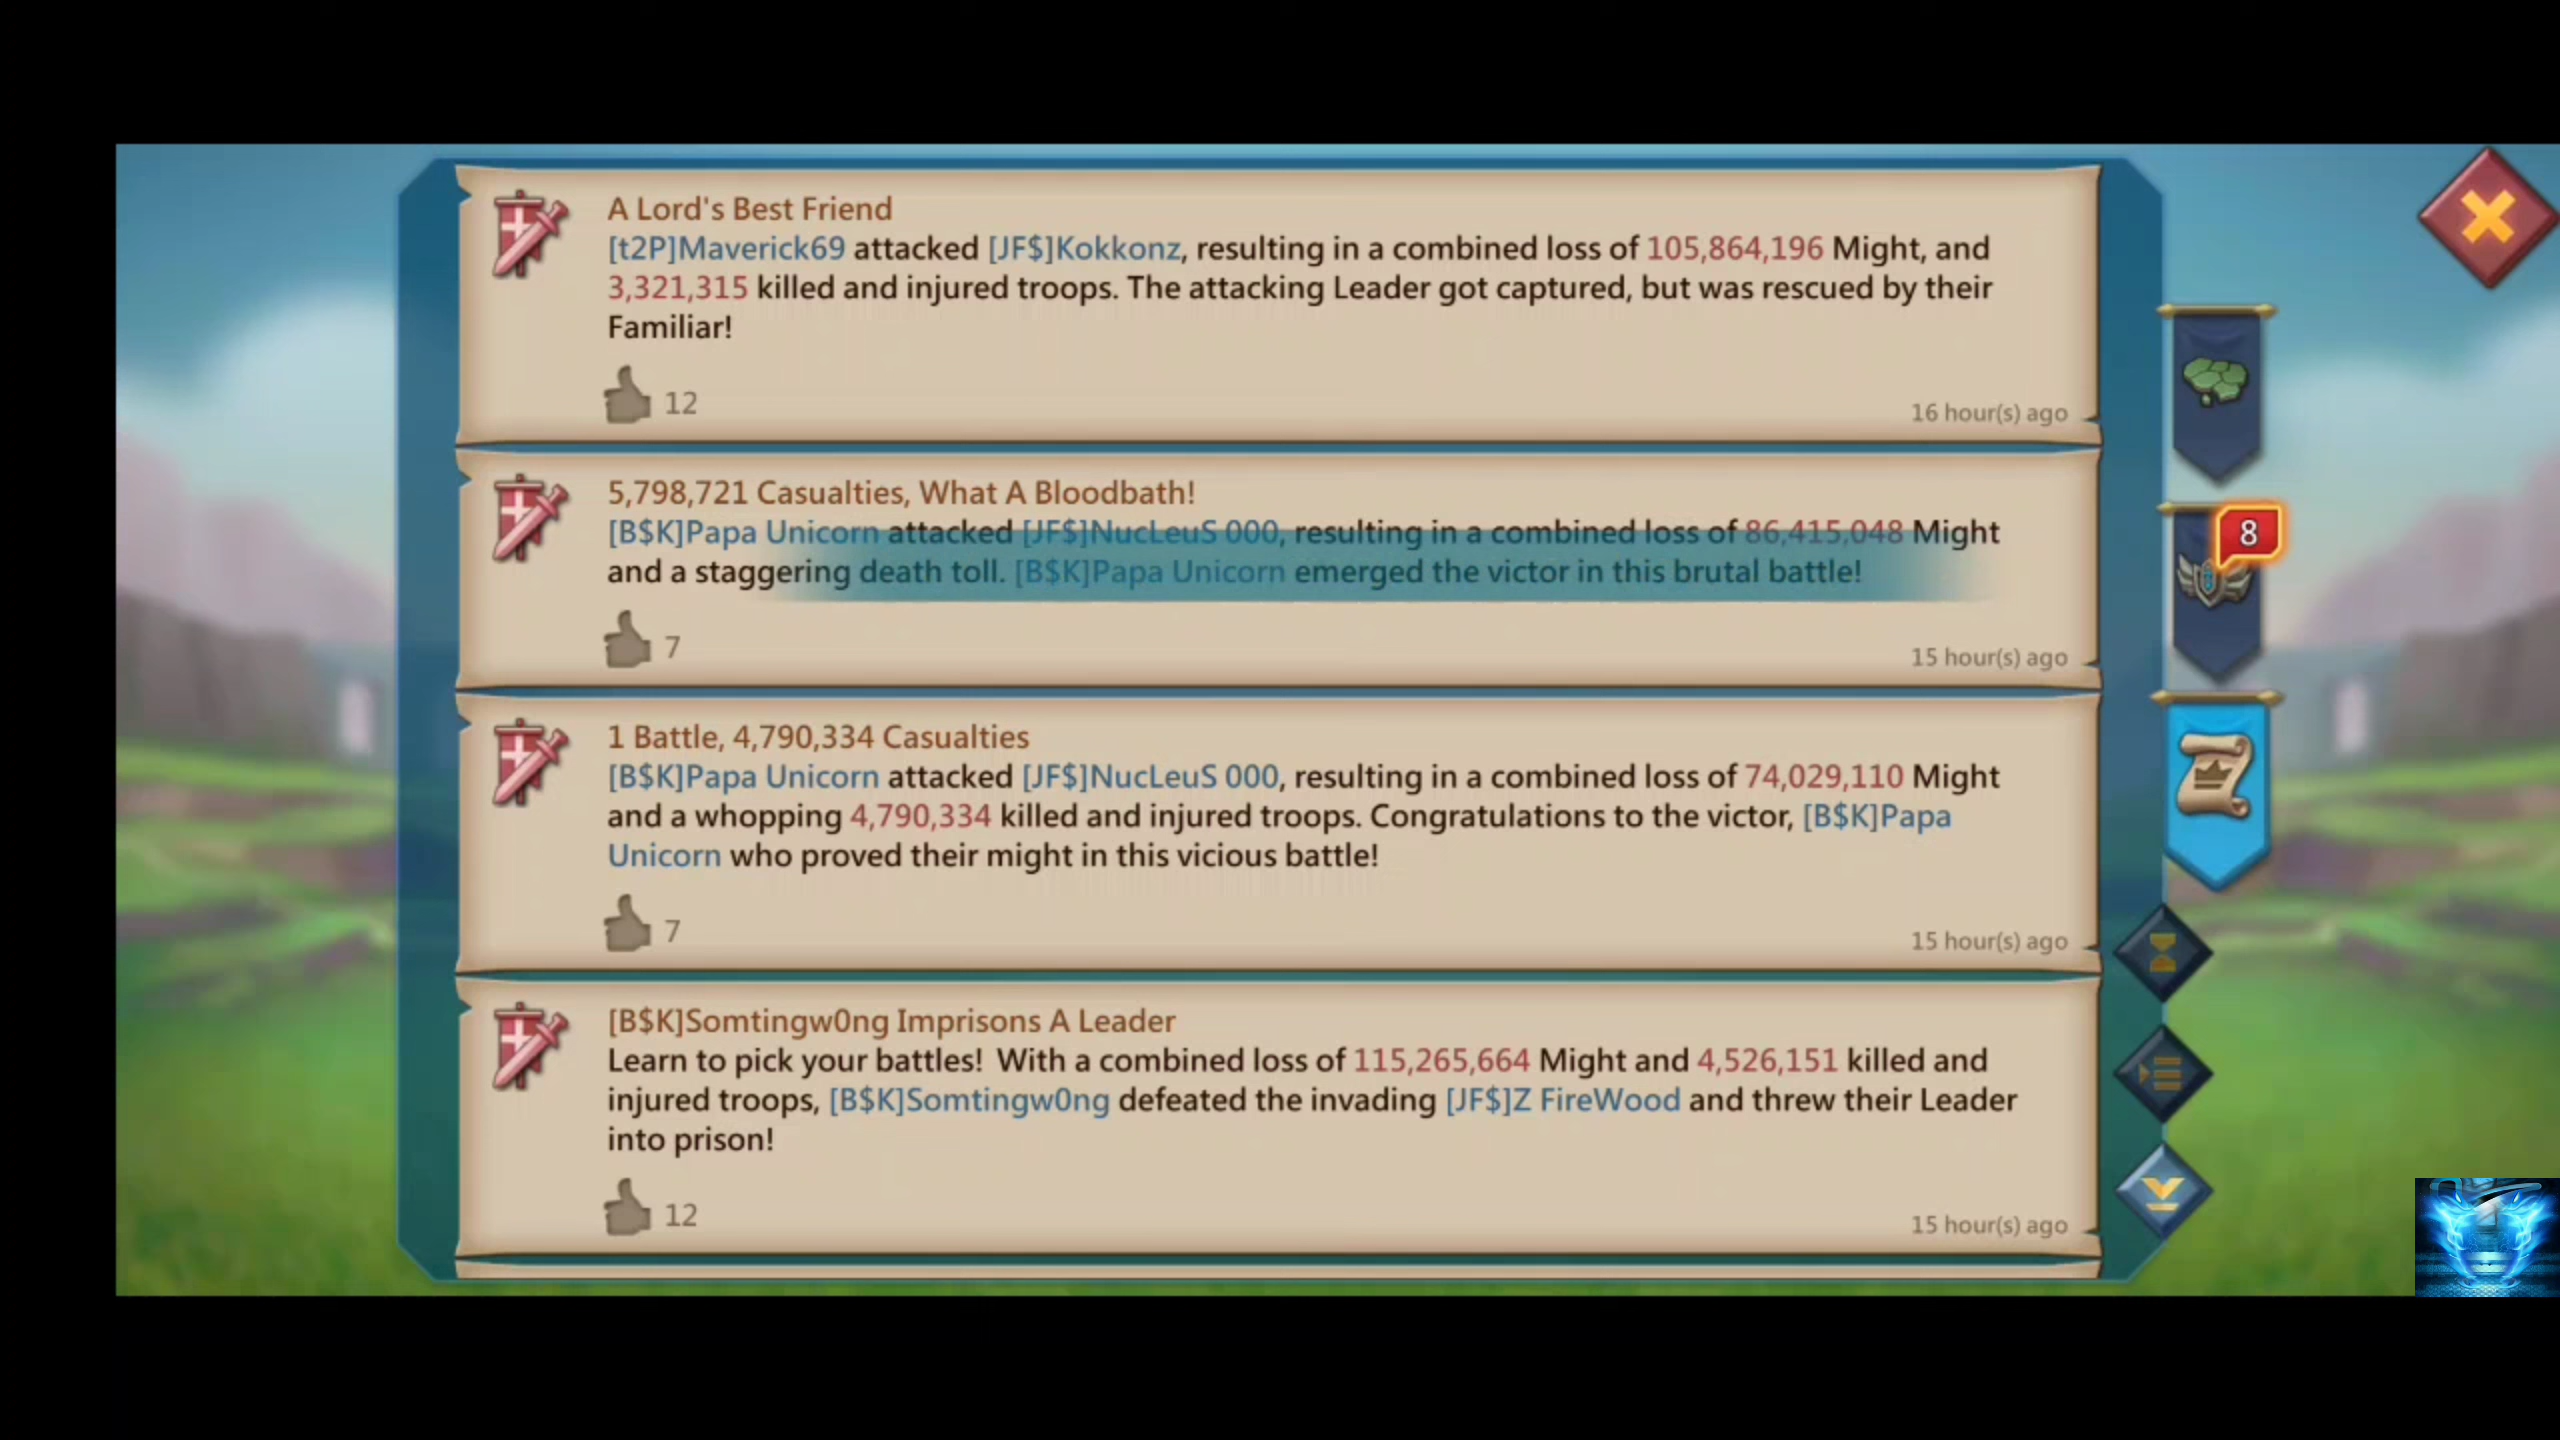 A Lord's Best Friend
[t2P]Maverick69 attacked [JF$]Kokkonz, resulting in a combined loss of 105,864,196 Might, and
3,321,315 killed and injured troops. The attacking Leader got captured, but was rescued by their
Familiar!
12
16 hour(s) ago
5,798,721 Casualties, What A Bloodbath!
[B$K]Papa Unicorn attacked [JF$]NucLeuS 000, resulting in a combined loss of 86,415,048 Might
and a staggering death toll. [B$K]Papa Unicorn emerged the victor in this brutal battle!
8
7
15 hour(s) ago
1 Battle, 4,790,334 Casualties
[B$K]Papa Unicorn attacked [JF$]NucLeuS 000, resulting in a combined loss of 74,029,110 Might
and a whopping 4,790,334 killed and injured troops. Congratulations to the victor, [B$K]Papa
Unicorn who proved their might in this vicious battle!
7
15 hour(s) ago
[B$K]Somtingw0ng Imprisons A Leader
Learn to pick your battles! With a combined loss of 115,265,664 Might and 4,526,151 killed and
injured troops, [B$K]Somtingw0ng defeated the invading [JF$]Z FireWood and threw their Leader
into prison!
12
15 hour(s) ago